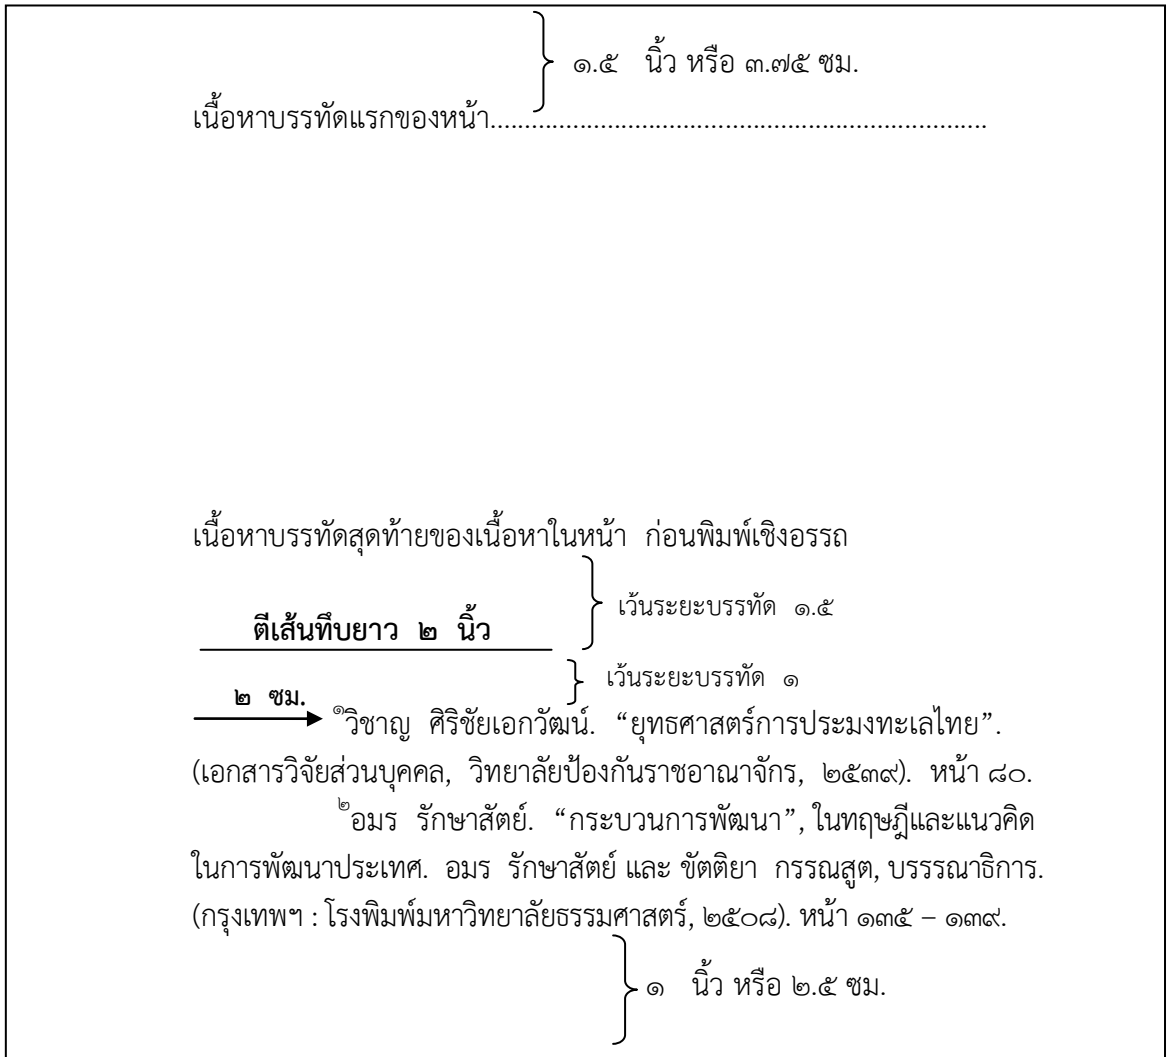 ๑.๕ นิ้ว หรือ ๓.๗๕ ซม.
เนื้อหาบรรทัดแรกของหน้า........................................................................
เนื้อหาบรรทัดสุดท้ายของเนื้อหาในหน้า ก่อนพิมพ์เชิงอรรถ
เว้นระยะบรรทัด ๑.๕
ตีเส้นทึบยาว ๒ นิ้ว
เว้นระยะบรรทัด ๑
๒ ซม.
๑วิชาญ ศิริชัยเอกวัฒน์. “ยุทธศาสตร์การประมงทะเลไทย”.
(เอกสารวิจัยส่วนบุคคล, วิทยาลัยป้องกันราชอาณาจักร, ๒๕๓๙). หน้า ๘๐.
๒อมร รักษาสัตย์. “กระบวนการพัฒนา”, ในทฤษฎีและแนวคิด
ในการพัฒนาประเทศ. อมร รักษาสัตย์ และ ขัตติยา กรรณสูต, บรรรณาธิการ.
(กรุงเทพฯ : โรงพิมพ์มหาวิทยาลัยธรรมศาสตร์, ๒๕๐๘). หน้า ๑๓๕ – ๑๓๙.
๑ นิ้ว หรือ ๒.๕ ซม.